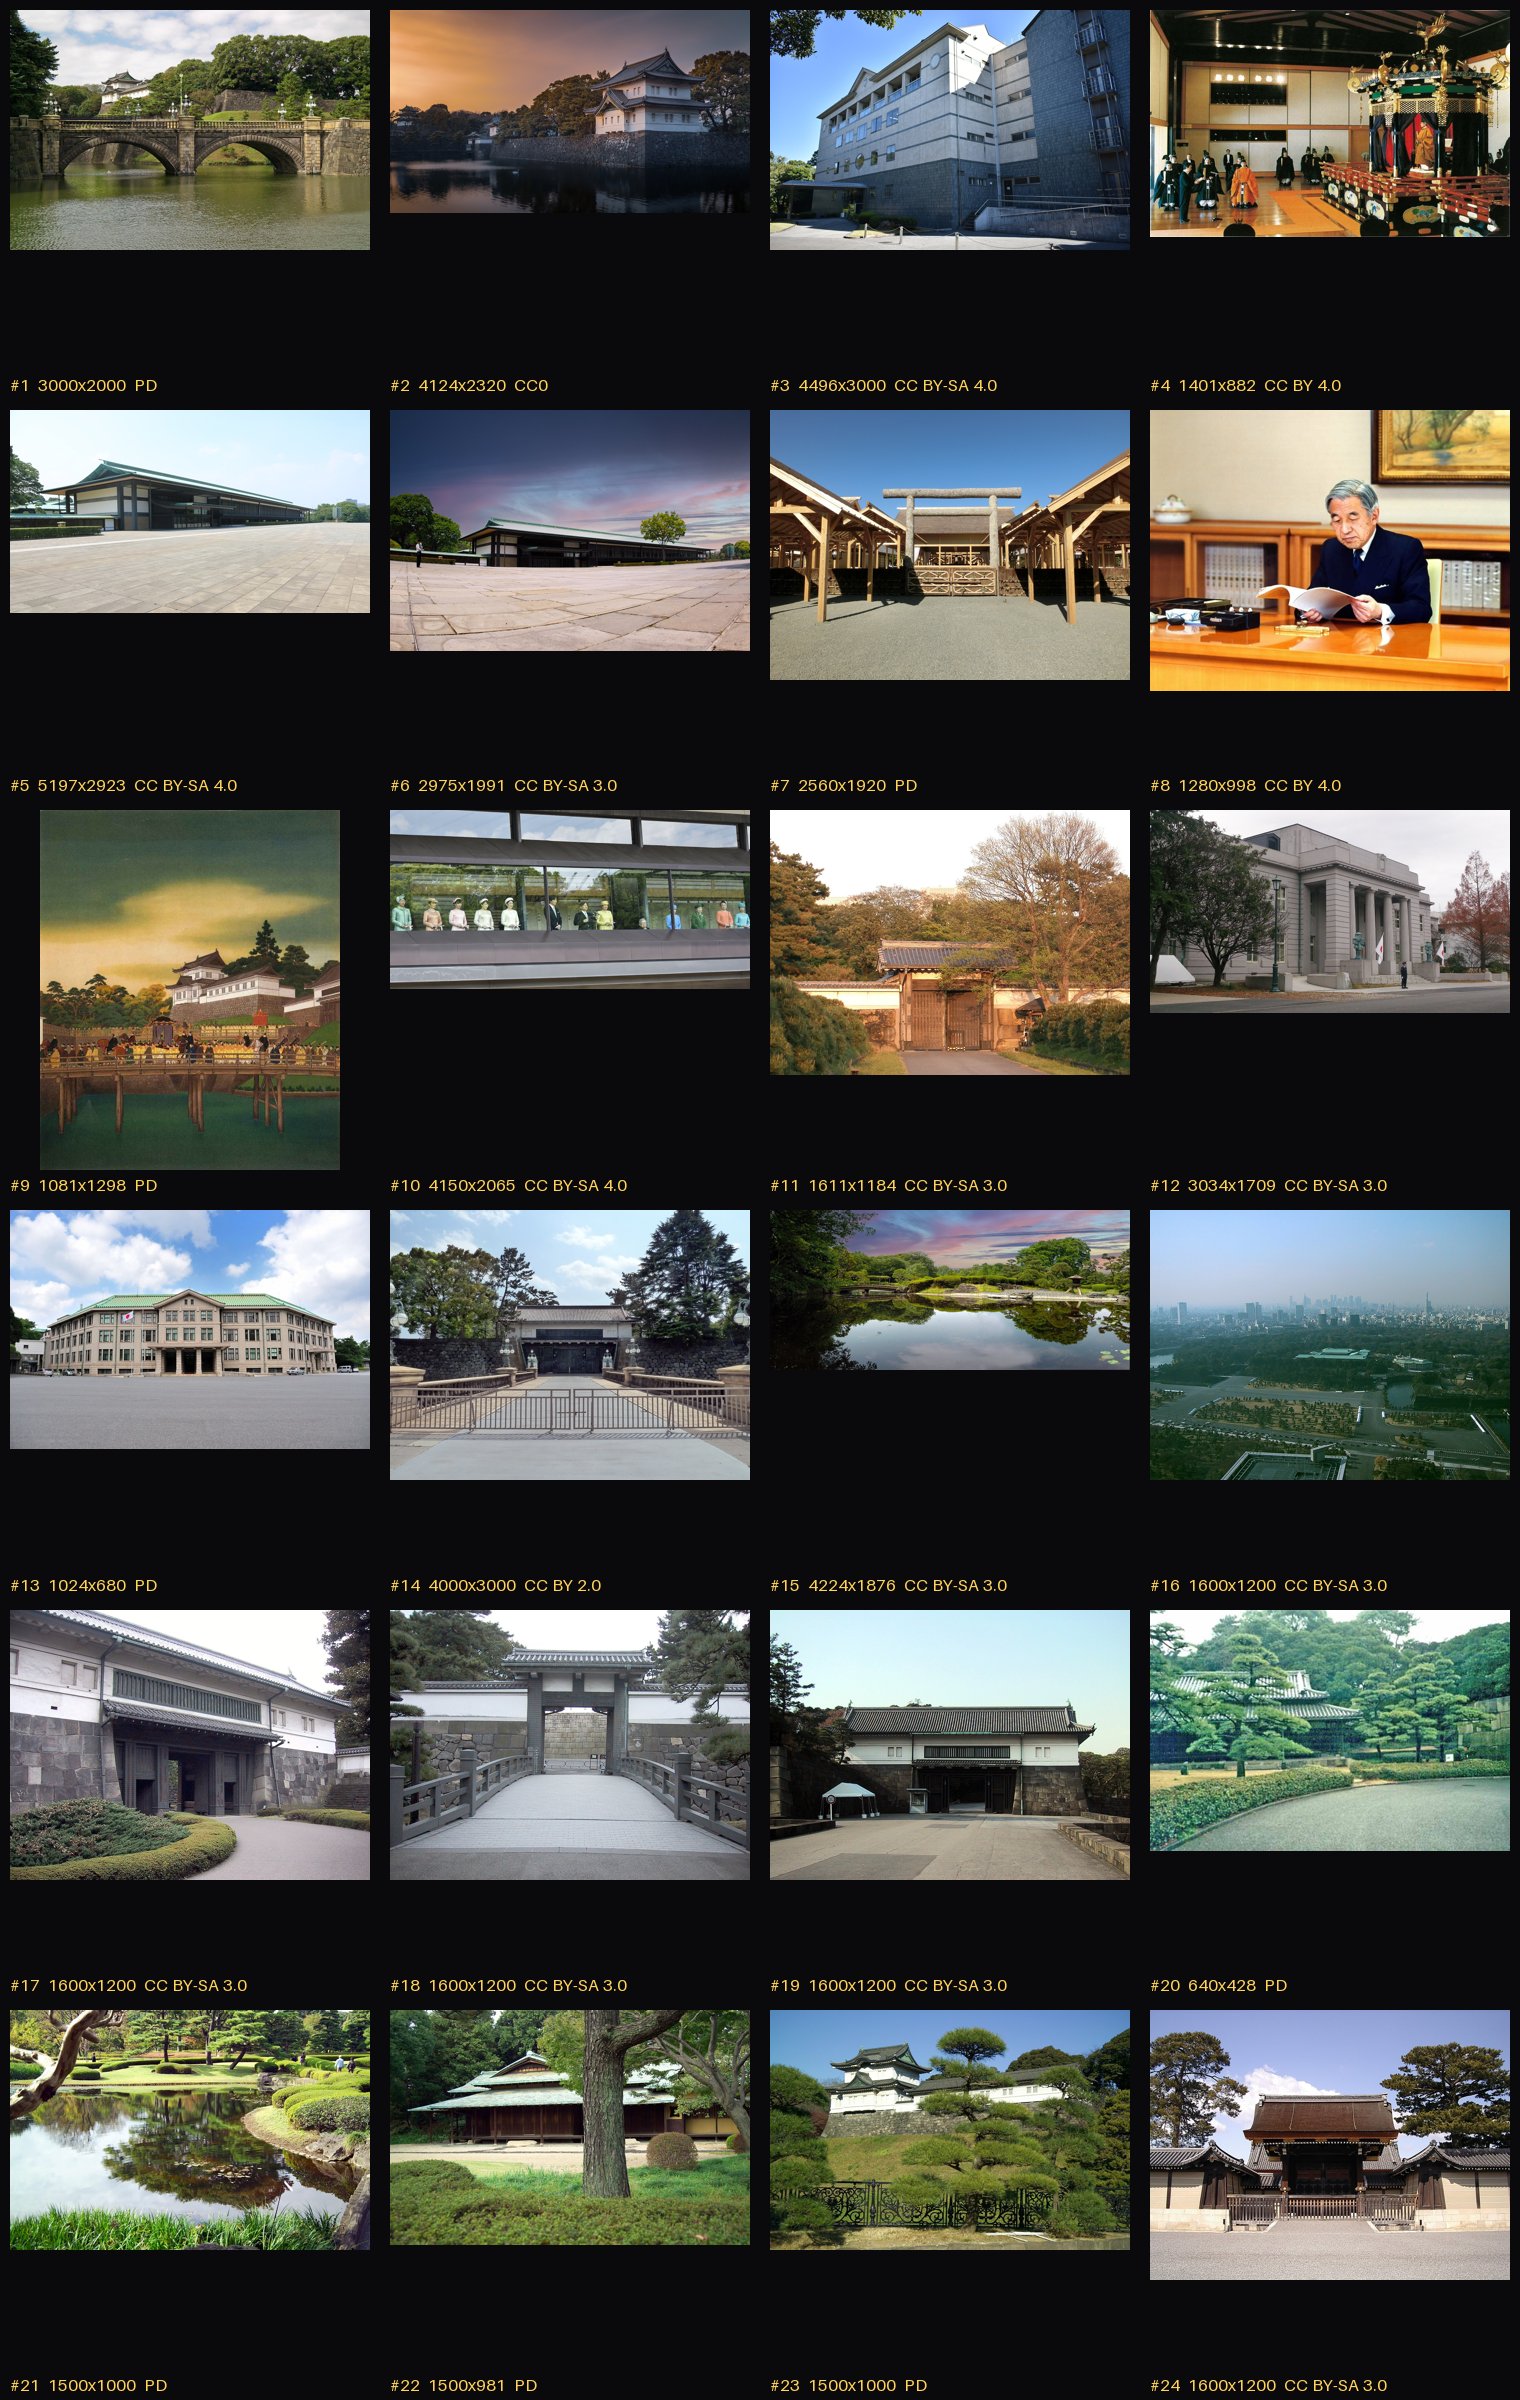 #1 3000x2000 PD
#2 4124x2320 CC0
#3 4496x3000 CC BY-SA 4.0
#4 1401x882 CC BY 4.0
#5 5197x2923 CC BY-SA 4.0
#6 2975x1991 CC BY-SA 3.0
#7 2560x1920 PD
#8 1280x998 CC BY 4.0
#9 1081x1298 PD
#10 4150x2065 CC BY-SA 4.0
#11 1611x1184 CC BY-SA 3.0
#12 3034x1709 CC BY-SA 3.0
#13 1024x680 PD
#14 4000x3000 CC BY 2.0
#15 4224x1876 CC BY-SA 3.0
#16 1600x1200 CC BY-SA 3.0
#17 1600x1200 CC BY-SA 3.0
#18 1600x1200 CC BY-SA 3.0
#19 1600x1200 CC BY-SA 3.0
#20 640x428 PD
#21 1500x1000 PD
#22 1500x981 PD
#23 1500x1000 PD
#24 1600x1200 CC BY-SA 3.0